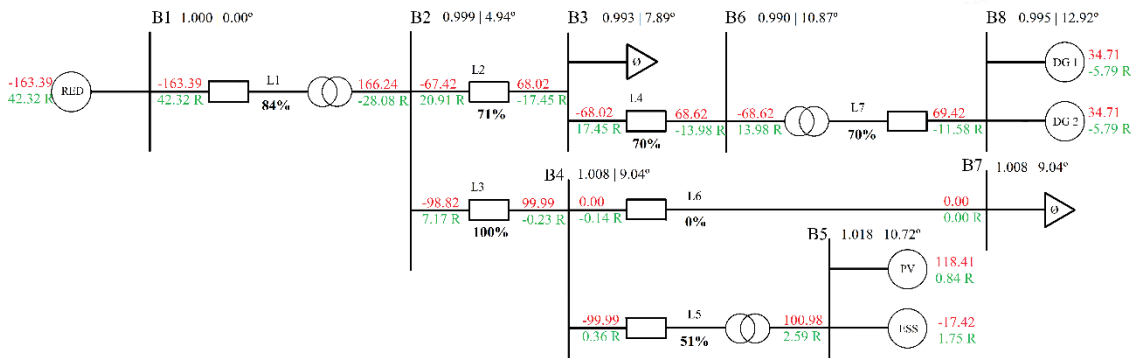 B1 1.000 0.00º
B2 0.999 | 4.94º
B3 0.993 | 7.89º
B6 0.990 | 10.87º
B8 0.995 | 12.92º
-163.39
42.32 R
RED
-163.39
42.32 R
L1
84%
166.24
-28.08 R
-67.42
20.91 R
L2
71%
68.02
-17.45 R
Ø
-68.02
17.45 R
L4
70%
68.62
-13.98 R
-68.62
13.98 R
L7
70%
69.42
-11.58 R
DG 1
34.71
-5.79 R
DG 2
34.71
-5.79 R
-98.82
7.17 R
L3
100%
99.99
-0.23 R
B4 1.008 | 9.04º
0.00
-0.14 R
L6
0%
0.00
0.00 R
B7 1.008 9.04º
Ø
-99.99
0.36 R
L5
51%
100.98
2.59 R
B5 1.018 10.72º
PV
118.41
0.84 R
ESS
-17.42
1.75 R